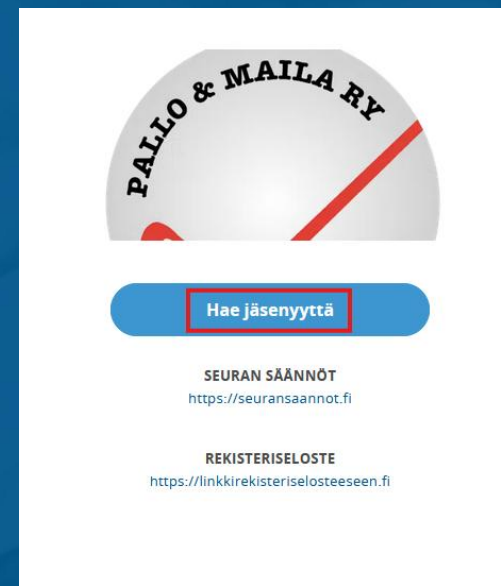 PALLO & MAILA RY
Hae jäsenyyttä
SEURAN SÄÄNNÖT
https://seuransaannot.fi
REKISTERISELOSTE
https://linkkirekisteriselosteeseen.fi